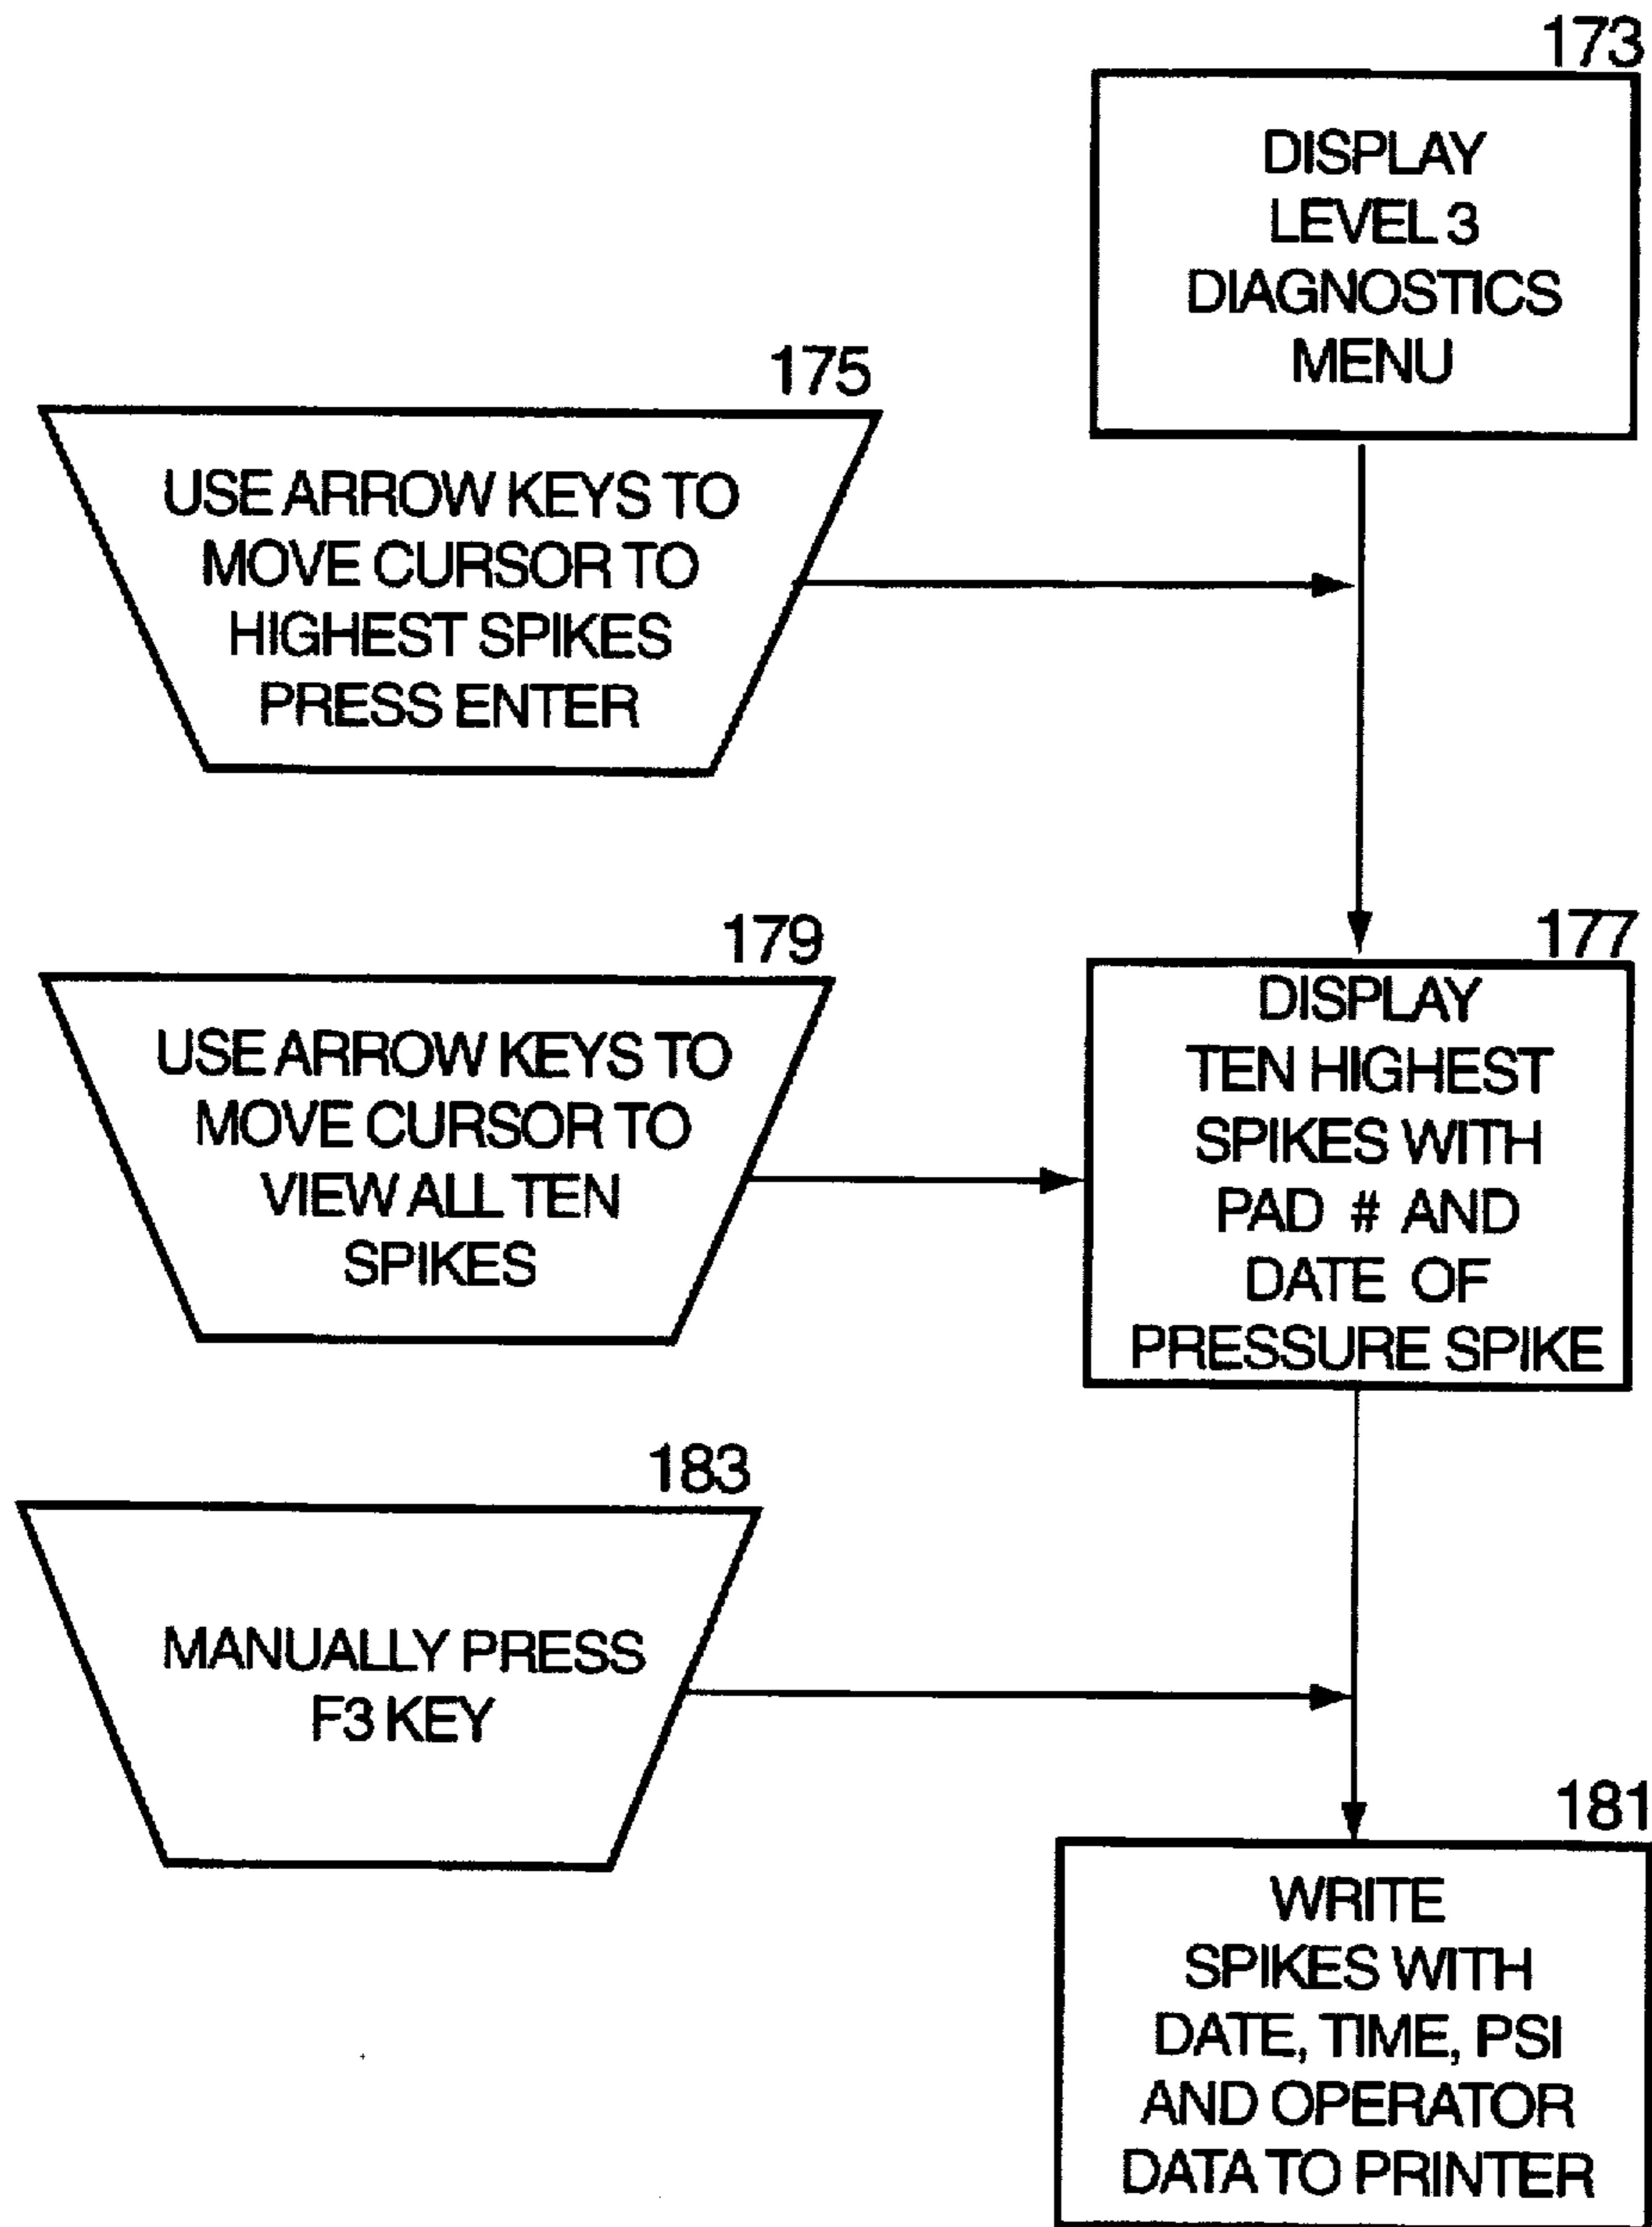 173
DISPLAY
LEVEL 3
DIAGNOSTICS
MENU
175
USE ARROW KEYS TO
MOVE CURSOR TO
HIGHEST SPIKES
PRESS ENTER
177
DISPLAY
TEN HIGHEST
SPIKES WITH
PAD # AND
DATE OF
PRESSURE SPIKE
179
USE ARROW KEYS TO
MOVE CURSOR TO
VIEW ALL TEN
SPIKES
183
MANUALLY PRESS
F3 KEY
181
WRITE
SPIKES WITH
DATE, TIME, PSI
AND OPERATOR
DATA TO PRINTER